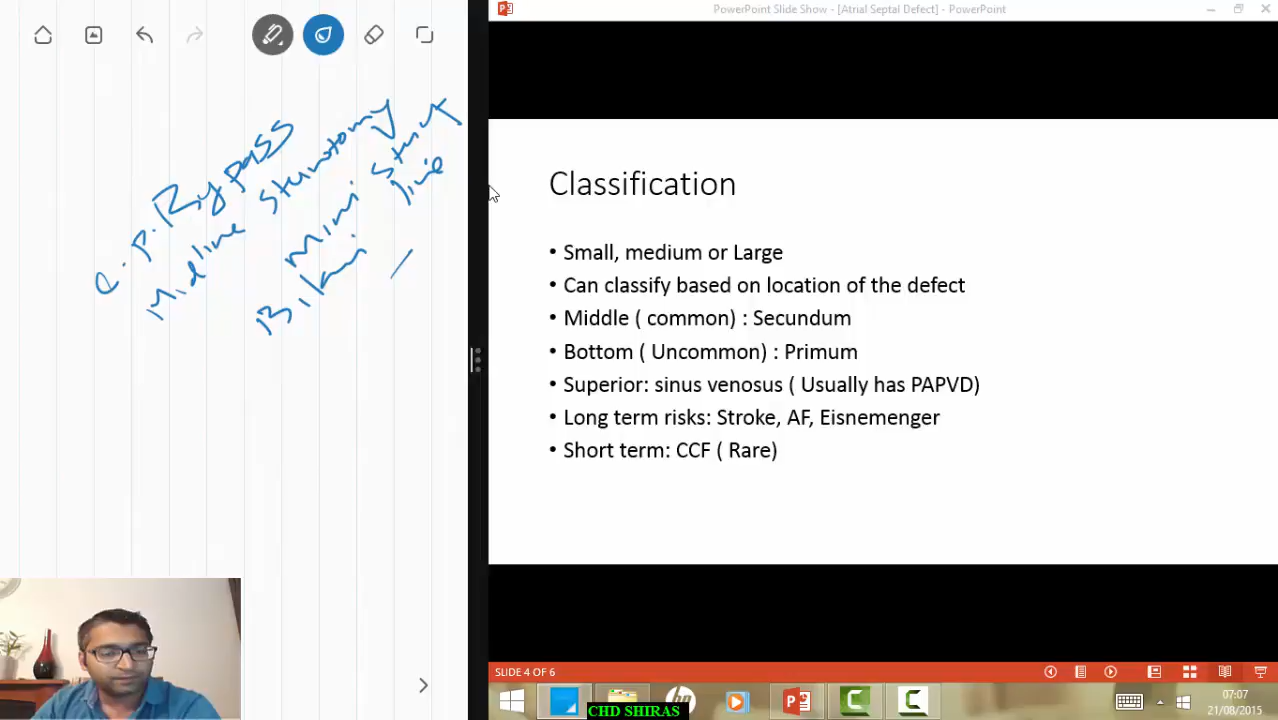 PowerPoint Slide Show - [Atrial Septal Defect] - PowerPoint
C. P. Bypass
Midline sternotomy
Mini
Classification
• Small, medium or Large
• Can classify based on location of the defect
• Middle ( common) : Secundum
• Bottom ( Uncommon) : Primum
• Superior: sinus venosus ( Usually has PAPVD)
• Long term risks: Stroke, AF, Eisnemenger
• Short term: CCF ( Rare)
SLIDE 4 OF 6
hp
CHD SHIRAS
07:07
21/08/2015